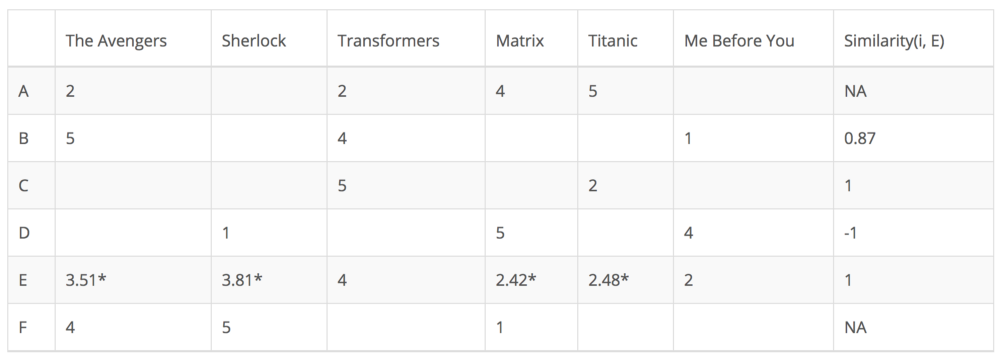 The Avengers Sherlock Transformers Matrix Titanic Me Before You Similarity(i, E)
A 2 2 4 5 NA
B 5 4 1 0.87
C 5 2 1
D 1 5 4 -1
E 3.51* 3.81* 4 2.42* 2.48* 2 1
F 4 5 1 NA